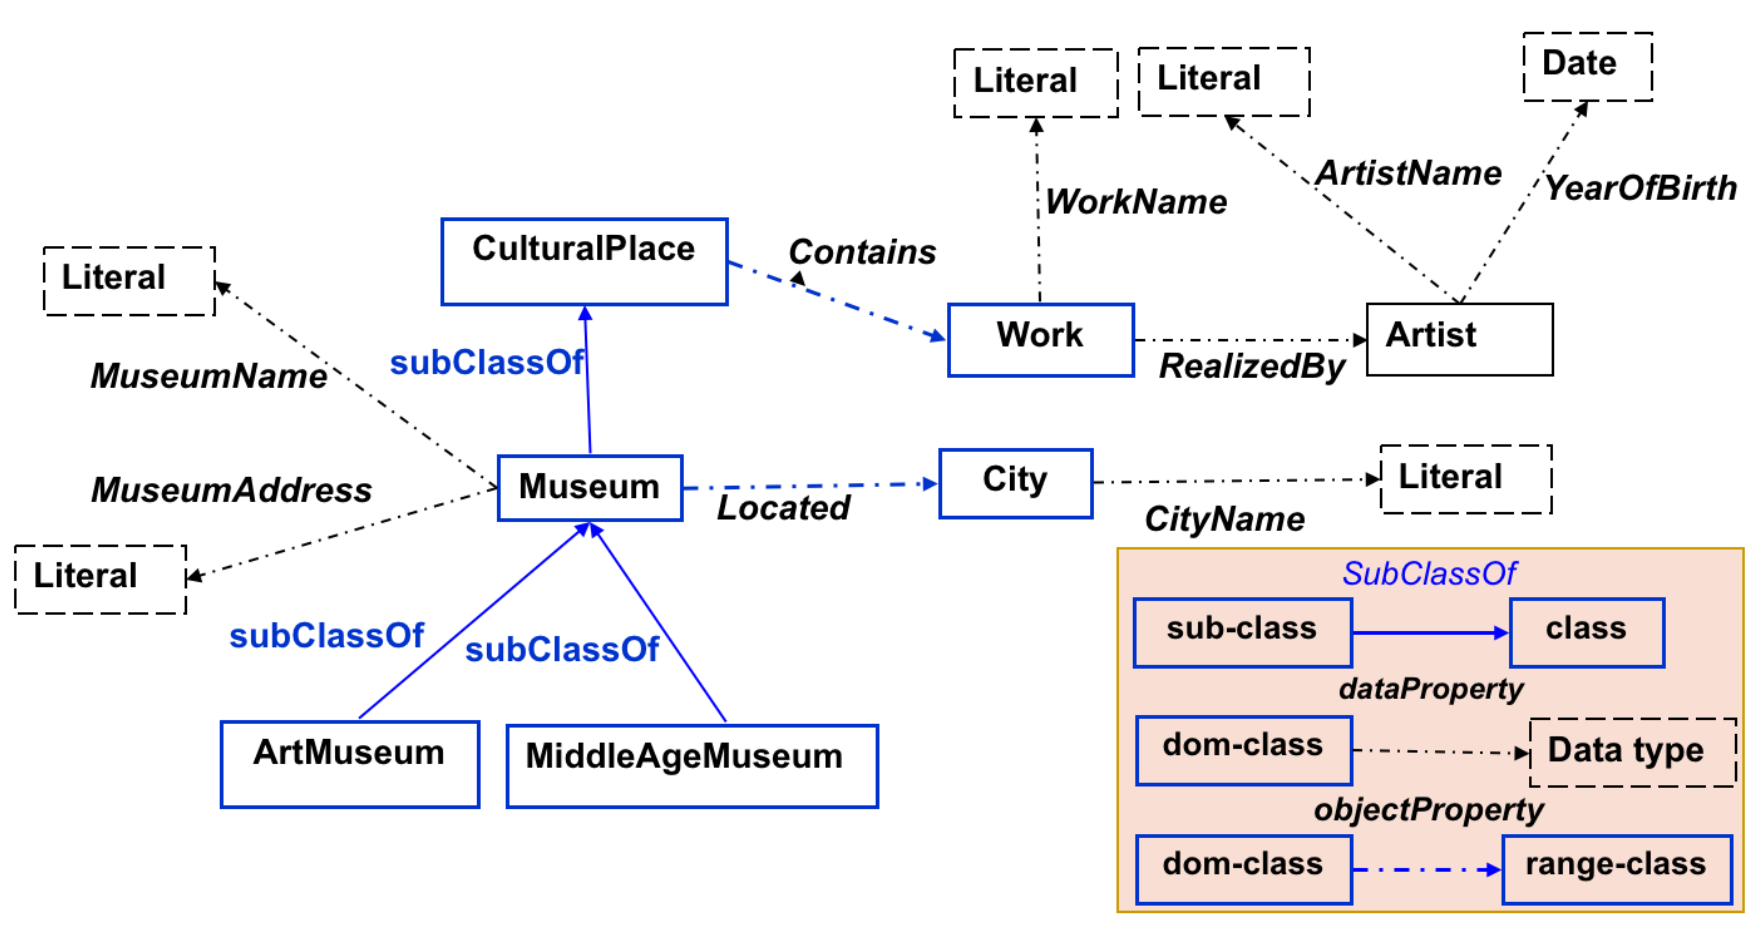 Date
Literal
Literal
ArtistName
YearOfBirth
WorkName
CulturalPlace
Contains
Literal
Work
Artist
RealizedBy
subClassOf
MuseumName
Museum
City
Literal
MuseumAddress
Located
CityName
Literal
subClassOf
subClassOf
ArtMuseum
MiddleAgeMuseum
SubClassOf
sub-class
class
dataProperty
dom-class
Data type
objectProperty
dom-class
range-class